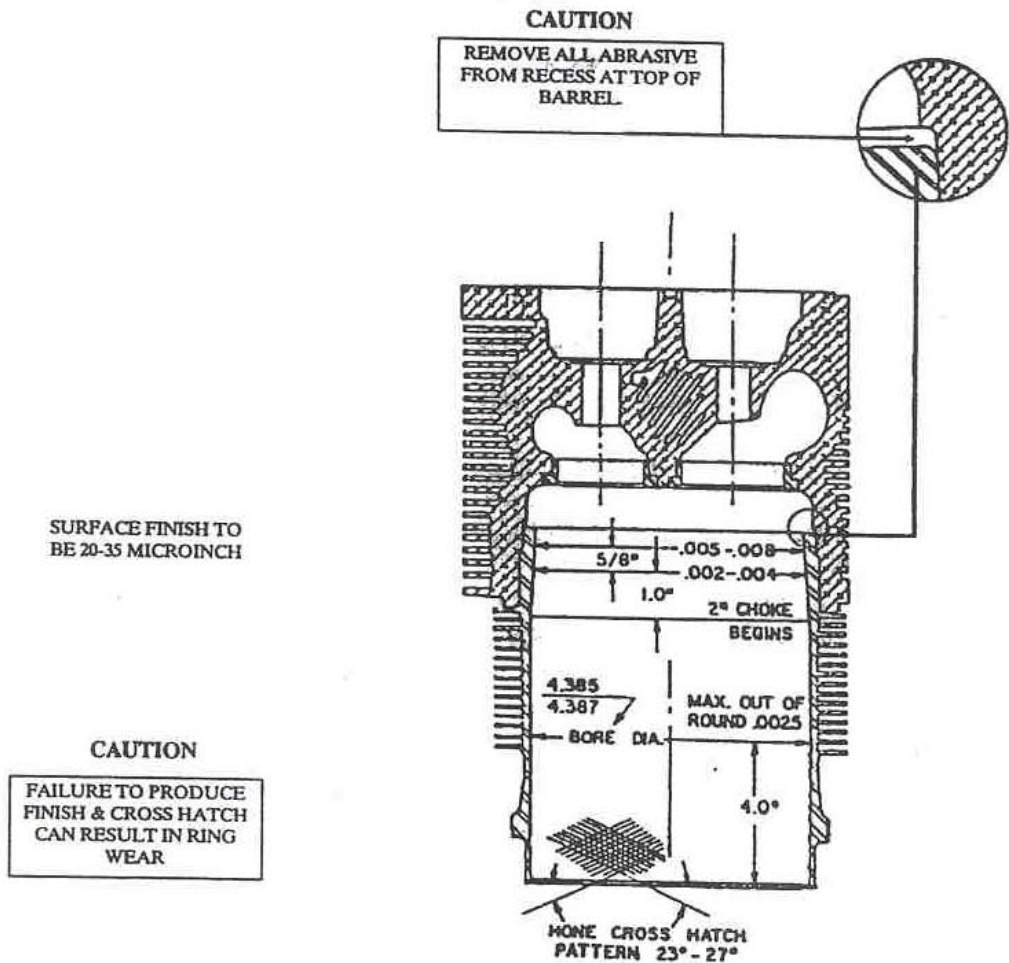 CAUTION
REMOVE ALL ABRASIVE
FROM RECESS AT TOP OF
BARREL.
SURFACE FINISH TO
BE 20-35 MICROINCH
.005-.008
5/8"
.002-.004
1.0"
2" CHOKE
BEGINS
4.385
4.387
MAX. OUT OF
ROUND .0025
BORE DIA.
4.0"
CAUTION
FAILURE TO PRODUCE
FINISH & CROSS HATCH
CAN RESULT IN RING
WEAR
HONE CROSS HATCH
PATTERN 23°-27°